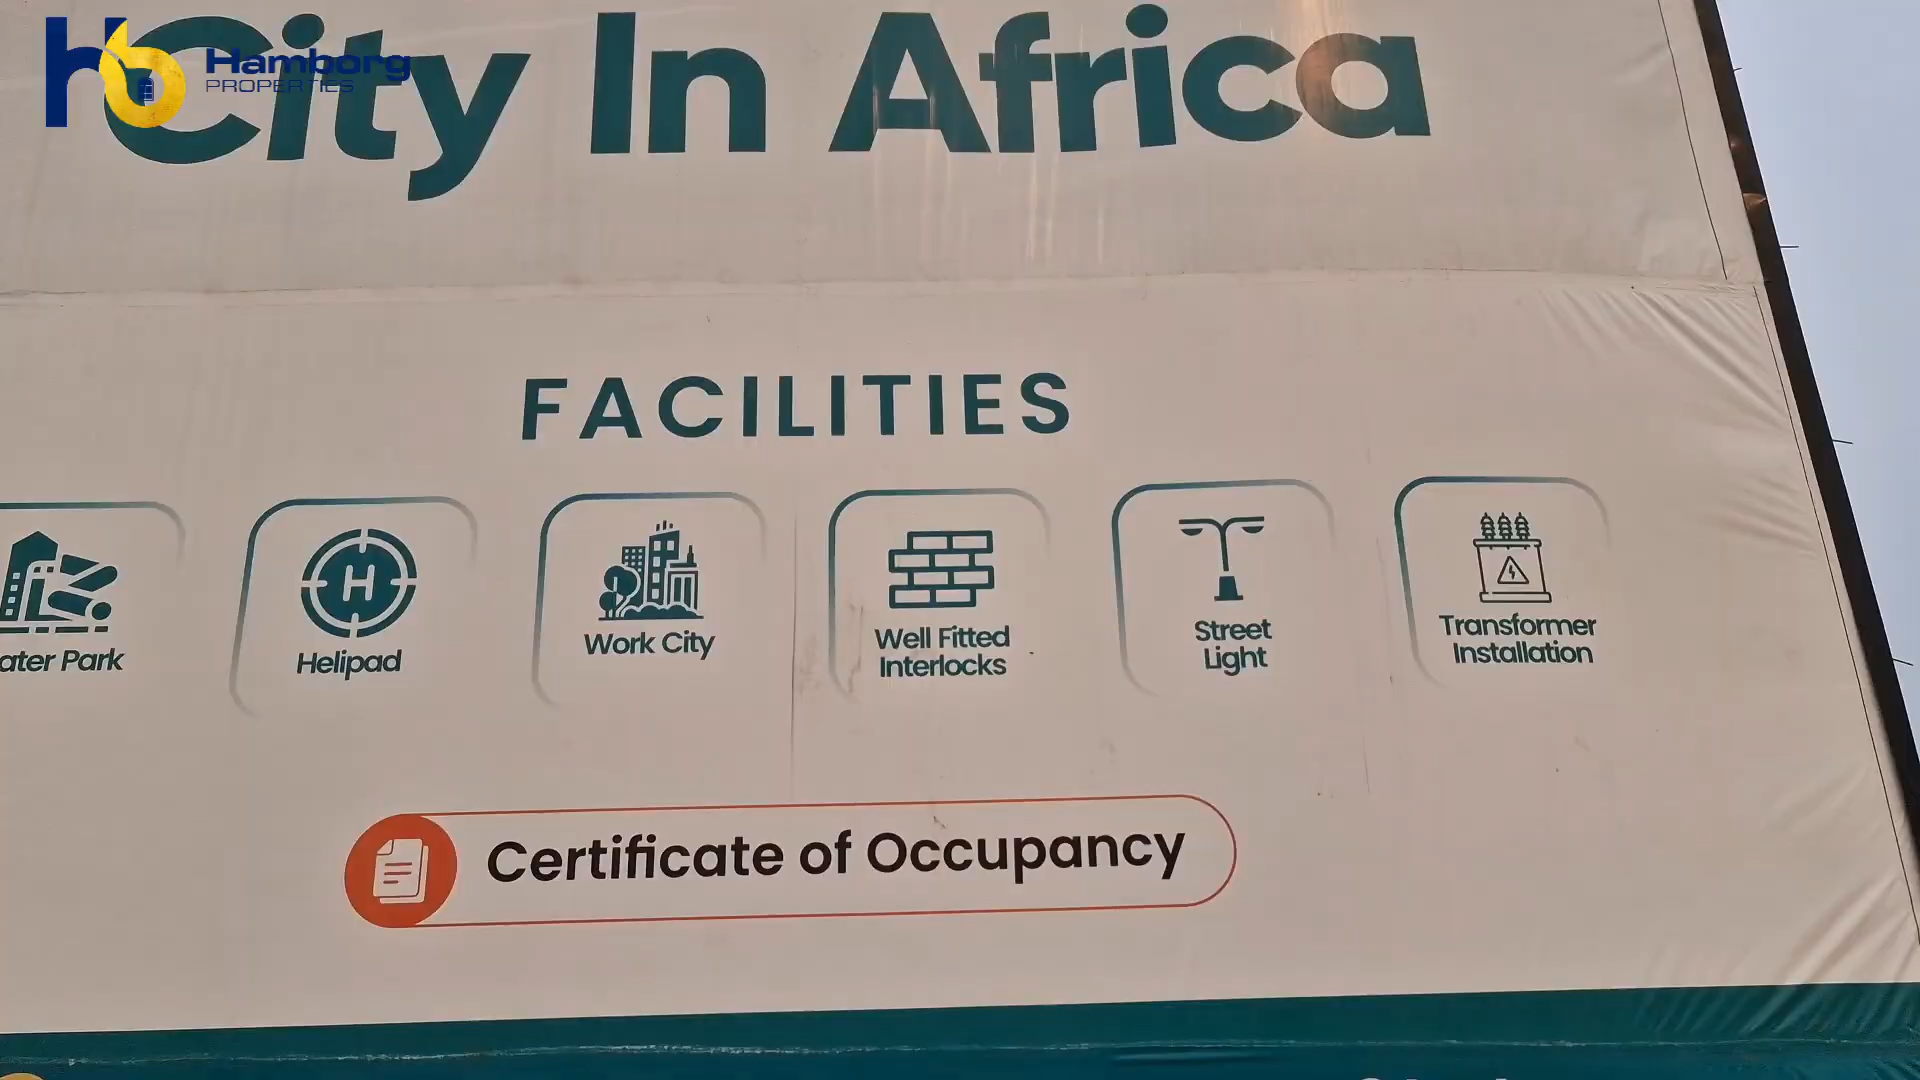 Hamborg
PROPERTIES
City In Africa
FACILITIES
ater Park
Helipad
Work City
Well Fitted
Interlocks
Street
Light
Transformer
Installation
Certificate of Occupancy